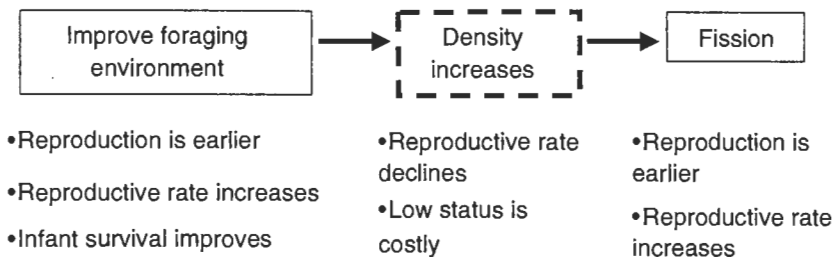 Improve foraging
environment
Density
increases
Fission
•Reproduction is earlier
•Reproductive rate increases
•Infant survival improves
•Reproductive rate
declines
•Low status is
costly
•Reproduction is
earlier
•Reproductive rate
increases